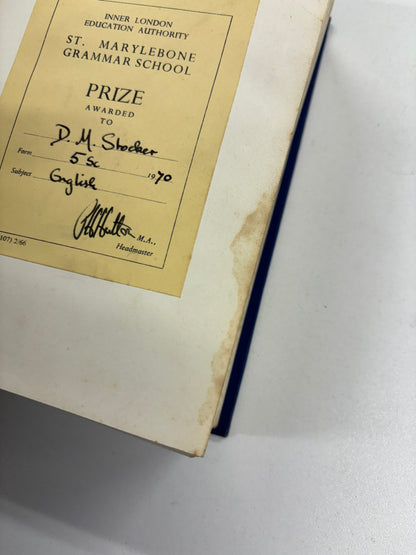 INNER LONDON
EDUCATION AUTHORITY
ST. MARYLEBONE
GRAMMAR SCHOOL
PRIZE
AWARDED
TO
D. M. Stocker
Form 5 Sc 1970
Subject English
M.A.,
Headmaster
107) 2/66